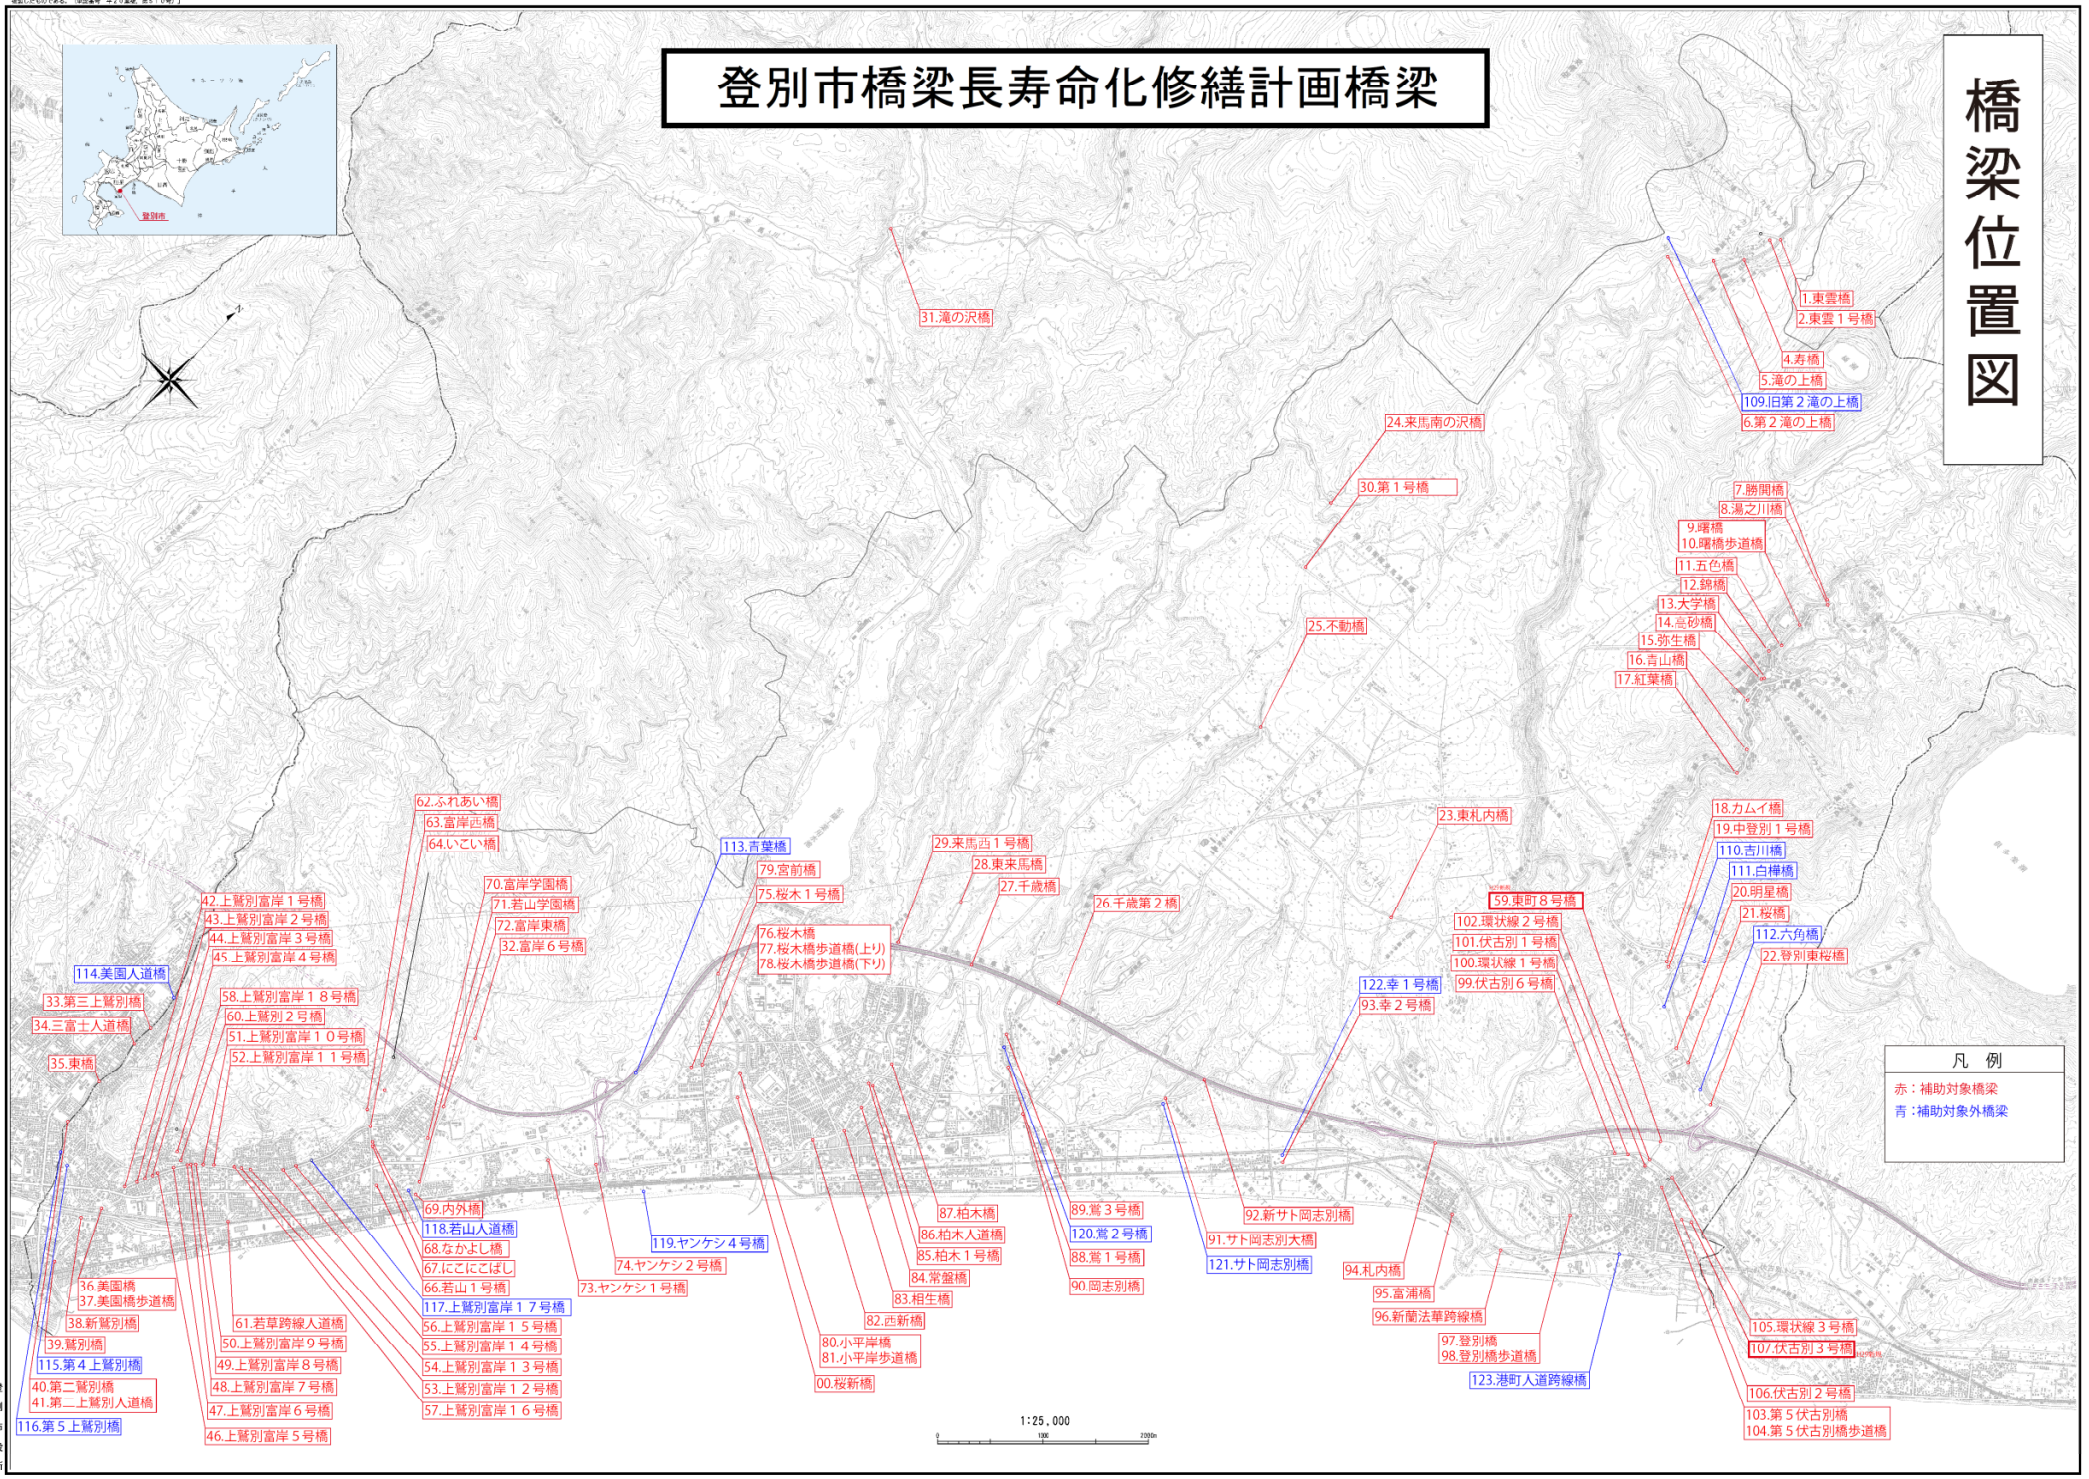 登別市橋梁長寿命化修繕計画橋梁
橋梁位置図
登別市
31.滝の沢橋
1.東雲橋
2.東雲１号橋
4.寿橋
5.滝の上橋
109.旧第２滝の上橋
6.第２滝の上橋
24.来馬南の沢橋
30.第１号橋
7.勝開橋
8.湯之川橋
9.曙橋
10.曙橋歩道橋
11.五色橋
12.錦橋
13.大学橋
14.高砂橋
15.弥生橋
16.青山橋
17.紅葉橋
25.不動橋
62.ふれあい橋
63.富岸西橋
64.いこい橋
113.青葉橋
79.宮前橋
75.桜木１号橋
76.桜木橋
77.桜木橋歩道橋(上り)
78.桜木橋歩道橋(下り)
29.来馬西１号橋
28.東来馬橋
27.千歳橋
26.千歳第２橋
23.東札内橋
18.カムイ橋
19.中登別１号橋
110.吉川橋
111.白樺橋
20.明星橋
21.桜橋
112.六角橋
22.登別東桜橋
59.東町８号橋
102.環状線２号橋
101.伏古別１号橋
100.環状線１号橋
99.伏古別６号橋
122.幸１号橋
93.幸２号橋
70.富岸学園橋
71.若山学園橋
72.富岸東橋
32.富岸６号橋
42.上鷲別富岸１号橋
43.上鷲別富岸２号橋
44.上鷲別富岸３号橋
45.上鷲別富岸４号橋
114.美園人道橋
33.第三上鷲別橋
34.三富士人道橋
35.東橋
58.上鷲別富岸１８号橋
60.上鷲別２号橋
51.上鷲別富岸１０号橋
52.上鷲別富岸１１号橋
凡　例
赤：補助対象橋梁
青：補助対象外橋梁
69.内外橋
118.若山人道橋
68.なかよし橋
67.にこにこばし
66.若山１号橋
117.上鷲別富岸１７号橋
56.上鷲別富岸１５号橋
55.上鷲別富岸１４号橋
54.上鷲別富岸１３号橋
53.上鷲別富岸１２号橋
57.上鷲別富岸１６号橋
36.美園橋
37.美園橋歩道橋
38.新鷲別橋
39.鷲別橋
115.第４上鷲別橋
40.第二鷲別橋
41.第二上鷲別人道橋
116.第５上鷲別橋
61.若草跨線人道橋
50.上鷲別富岸９号橋
49.上鷲別富岸８号橋
48.上鷲別富岸７号橋
47.上鷲別富岸６号橋
46.上鷲別富岸５号橋
119.ヤンケシ４号橋
74.ヤンケシ２号橋
73.ヤンケシ１号橋
87.柏木橋
86.柏木人道橋
85.柏木１号橋
84.常盤橋
83.相生橋
82.西新橋
80.小平岸橋
81.小平岸歩道橋
00.桜新橋
89.鴬３号橋
120.鴬２号橋
88.鴬１号橋
90.岡志別橋
92.新サト岡志別橋
91.サト岡志別大橋
121.サト岡志別橋
94.札内橋
95.富浦橋
96.新蘭法華跨線橋
97.登別橋
98.登別橋歩道橋
123.港町人道跨線橋
105.環状線３号橋
107.伏古別３号橋
106.伏古別２号橋
103.第５伏古別橋
104.第５伏古別橋歩道橋
1:25,000
0 1000 2000m